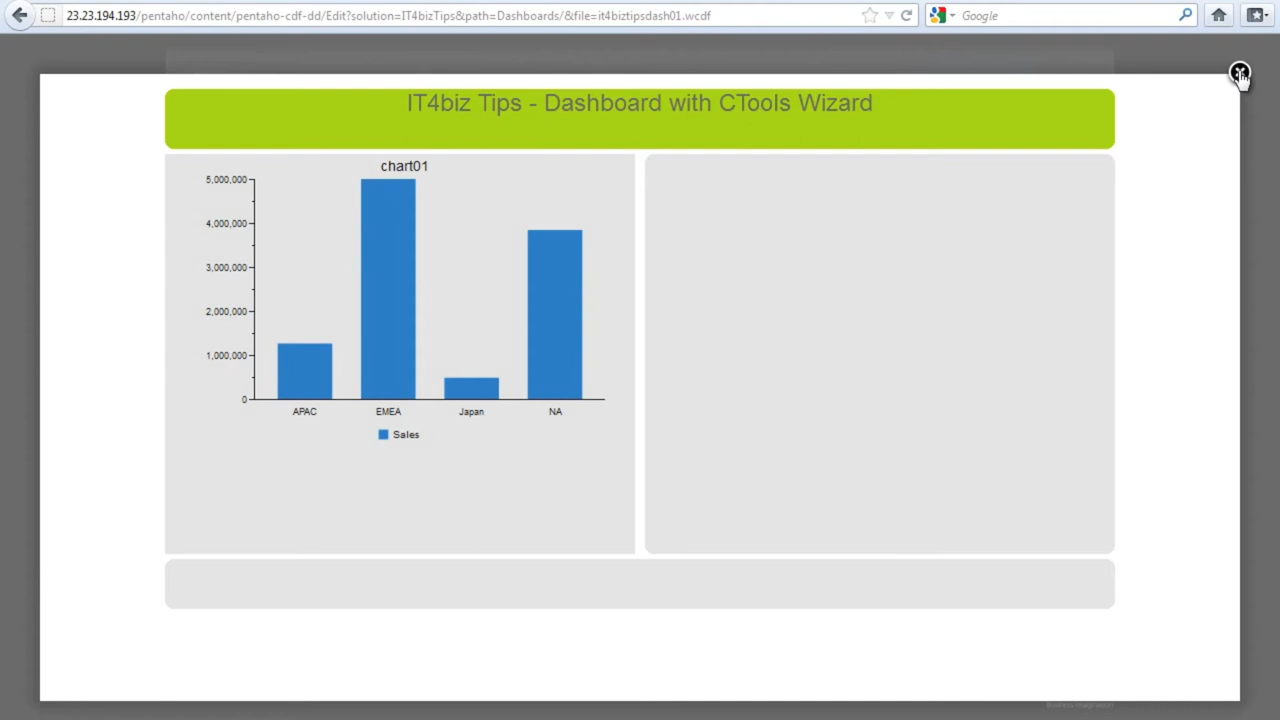 23.23.194.193/pentaho/content/pentaho-cdf-dd/Edit?solution=IT4bizTips&path=Dashboards/&file=it4biztipsdash01.wcdf
Google
IT4biz Tips - Dashboard with CTools Wizard
chart01
5,000,000
4,000,000
3,000,000
2,000,000
1,000,000
0
APAC EMEA Japan NA
Sales